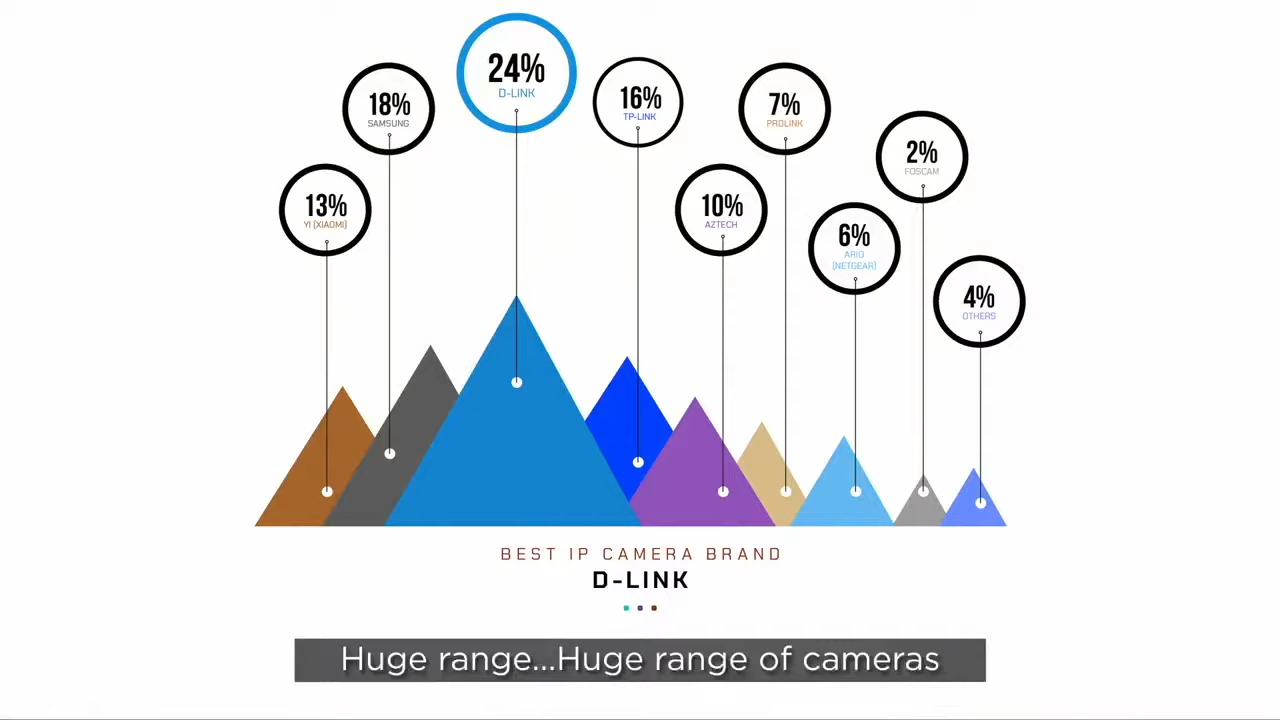 24%
D-LINK
18%
SAMSUNG
16%
TP-LINK
7%
PROLINK
2%
FOSCAM
13%
YI (XIAOMI)
10%
AZTECH
6%
ARIO
(NETGEAR)
4%
OTHERS
BEST IP CAMERA BRAND
D-LINK
Huge range...Huge range of cameras